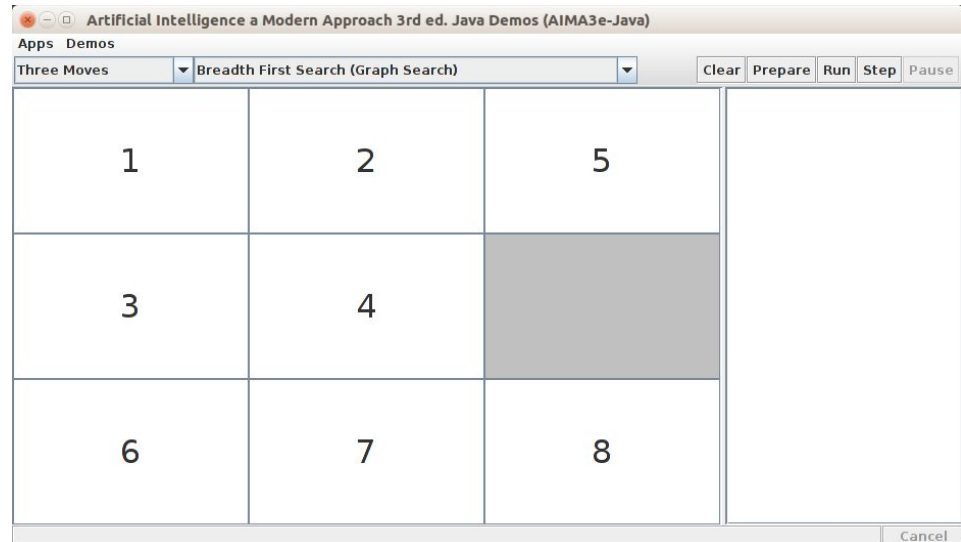 Artificial Intelligence a Modern Approach 3rd ed. Java Demos (AIMA3e-Java)
Apps Demos
Three Moves Breadth First Search (Graph Search) Clear Prepare Run Step Pause
1 2 5
3 4
6 7 8
Cancel